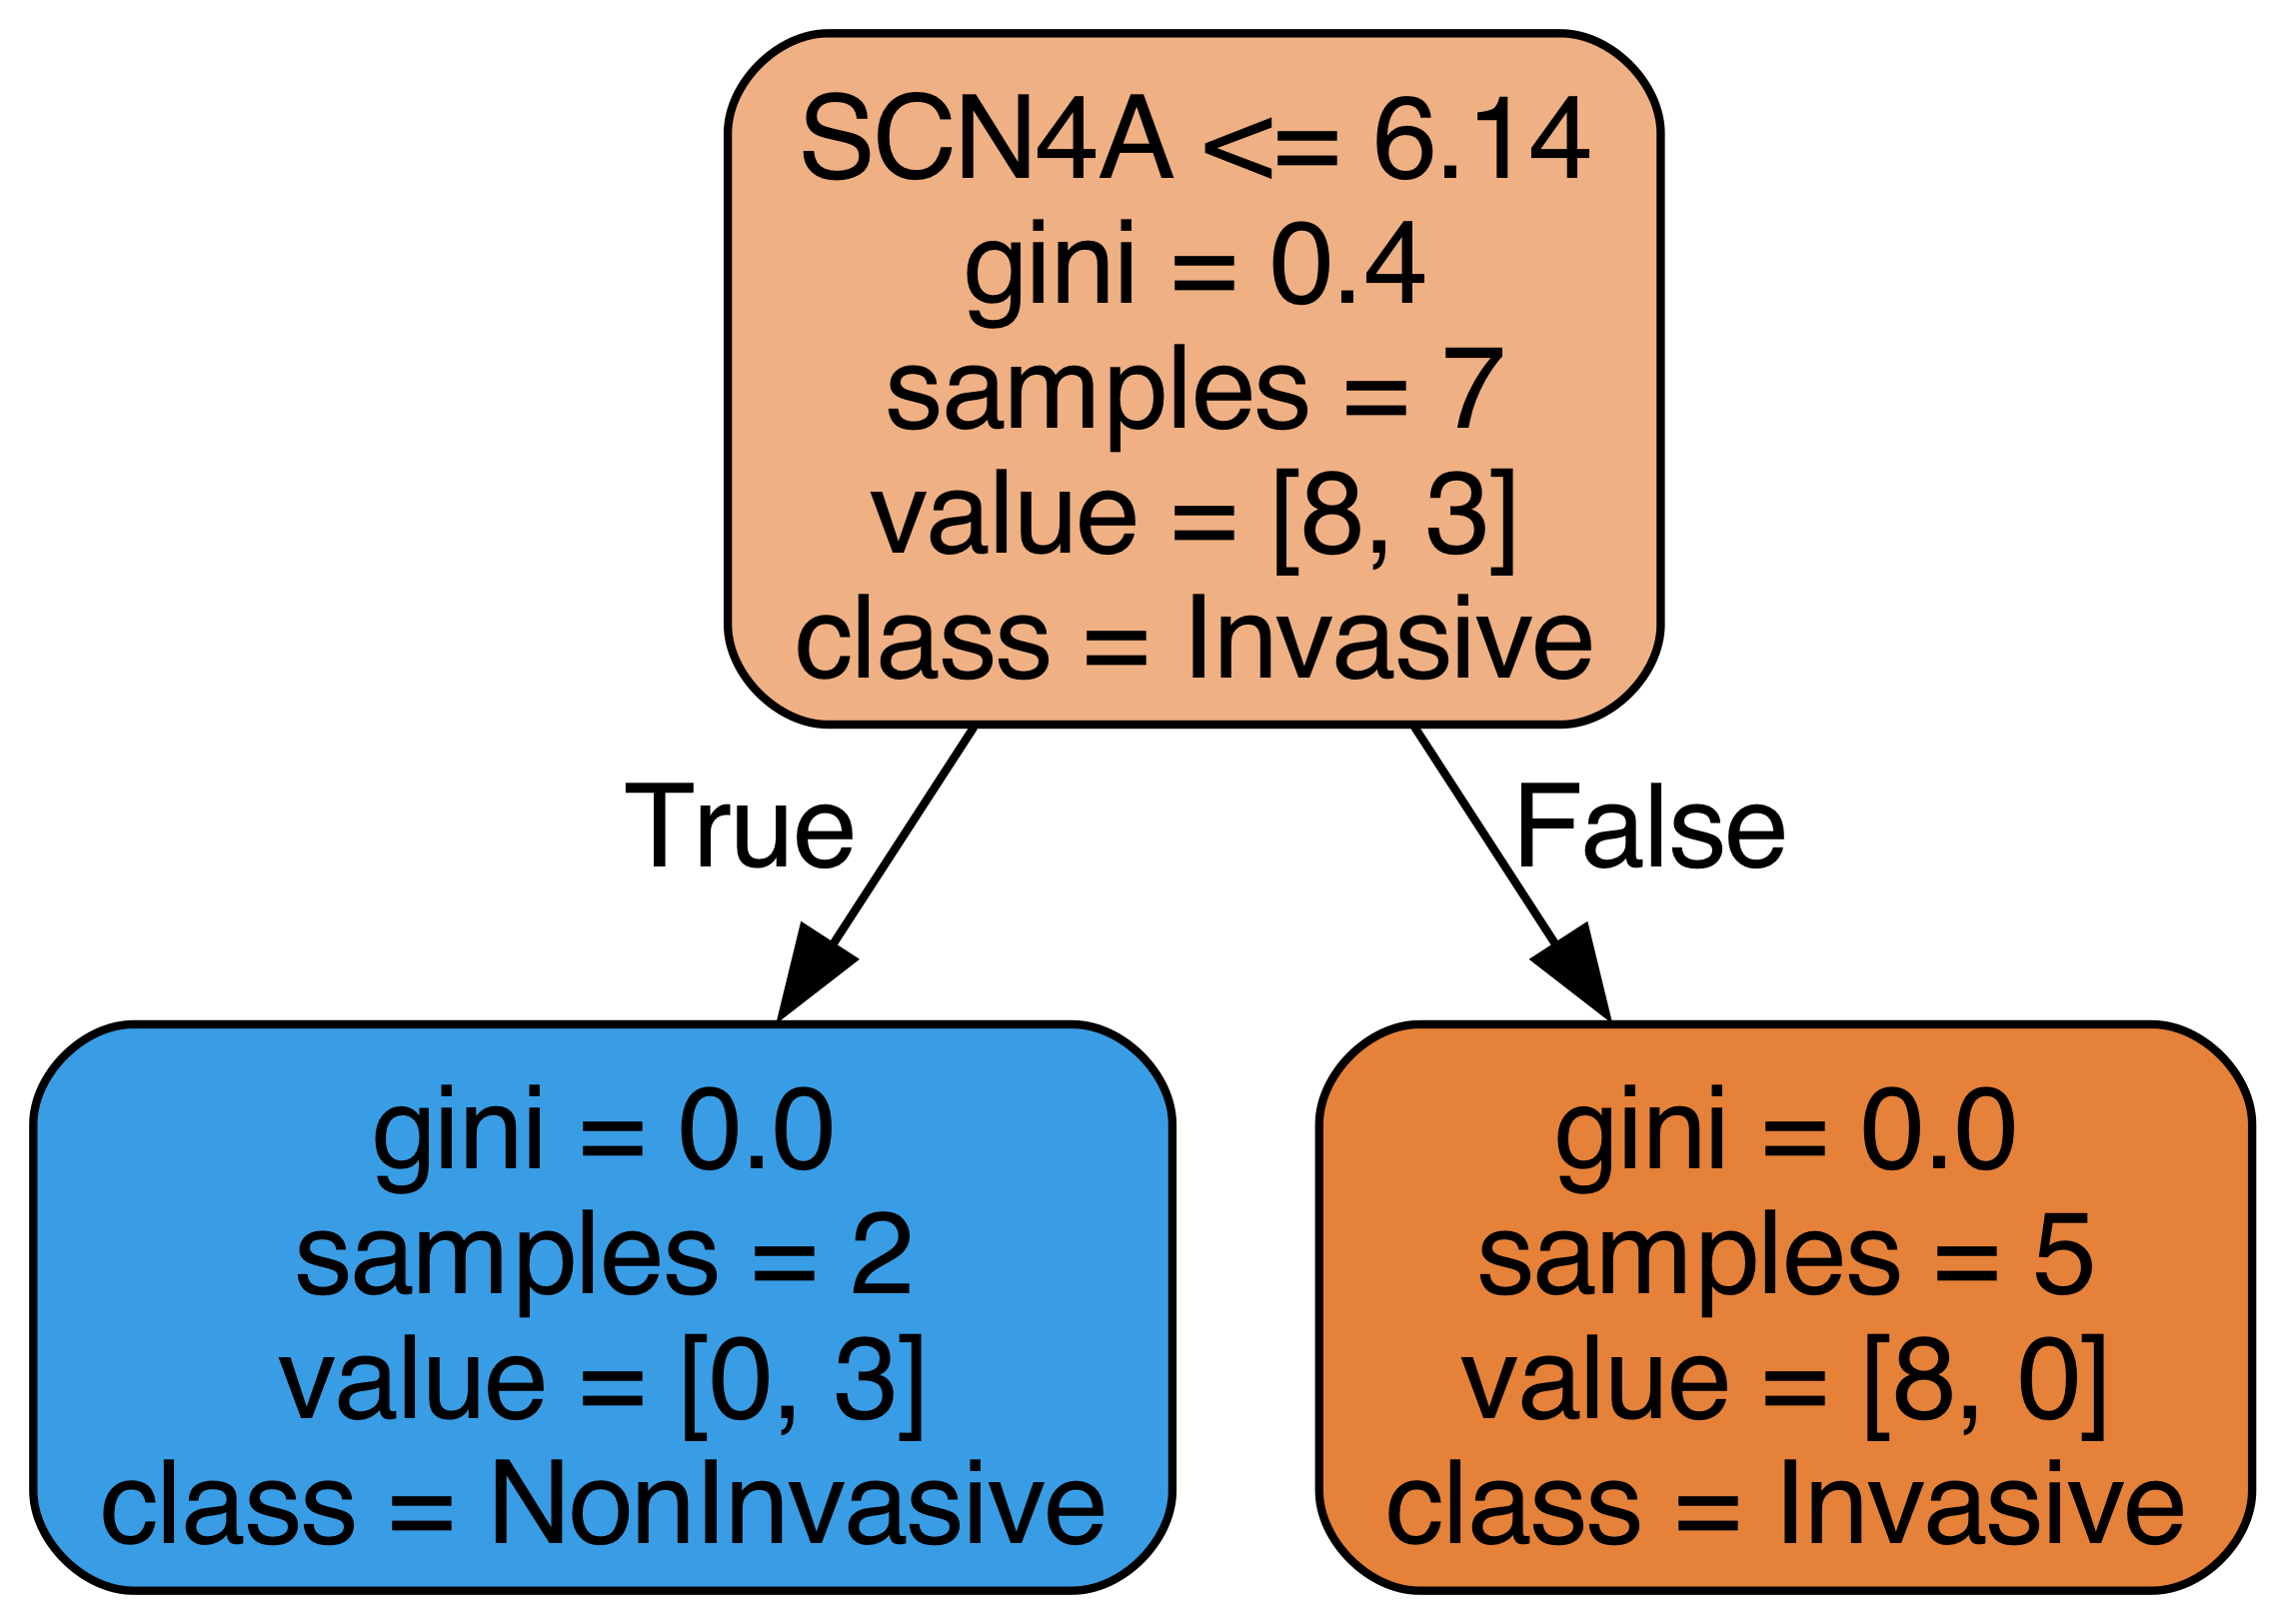 SCN4A <= 6.14
gini = 0.4
samples = 7
value = [8, 3]
class = Invasive
True
False
gini = 0.0
samples = 2
value = [0, 3]
class = NonInvasive
gini = 0.0
samples = 5
value = [8, 0]
class = Invasive